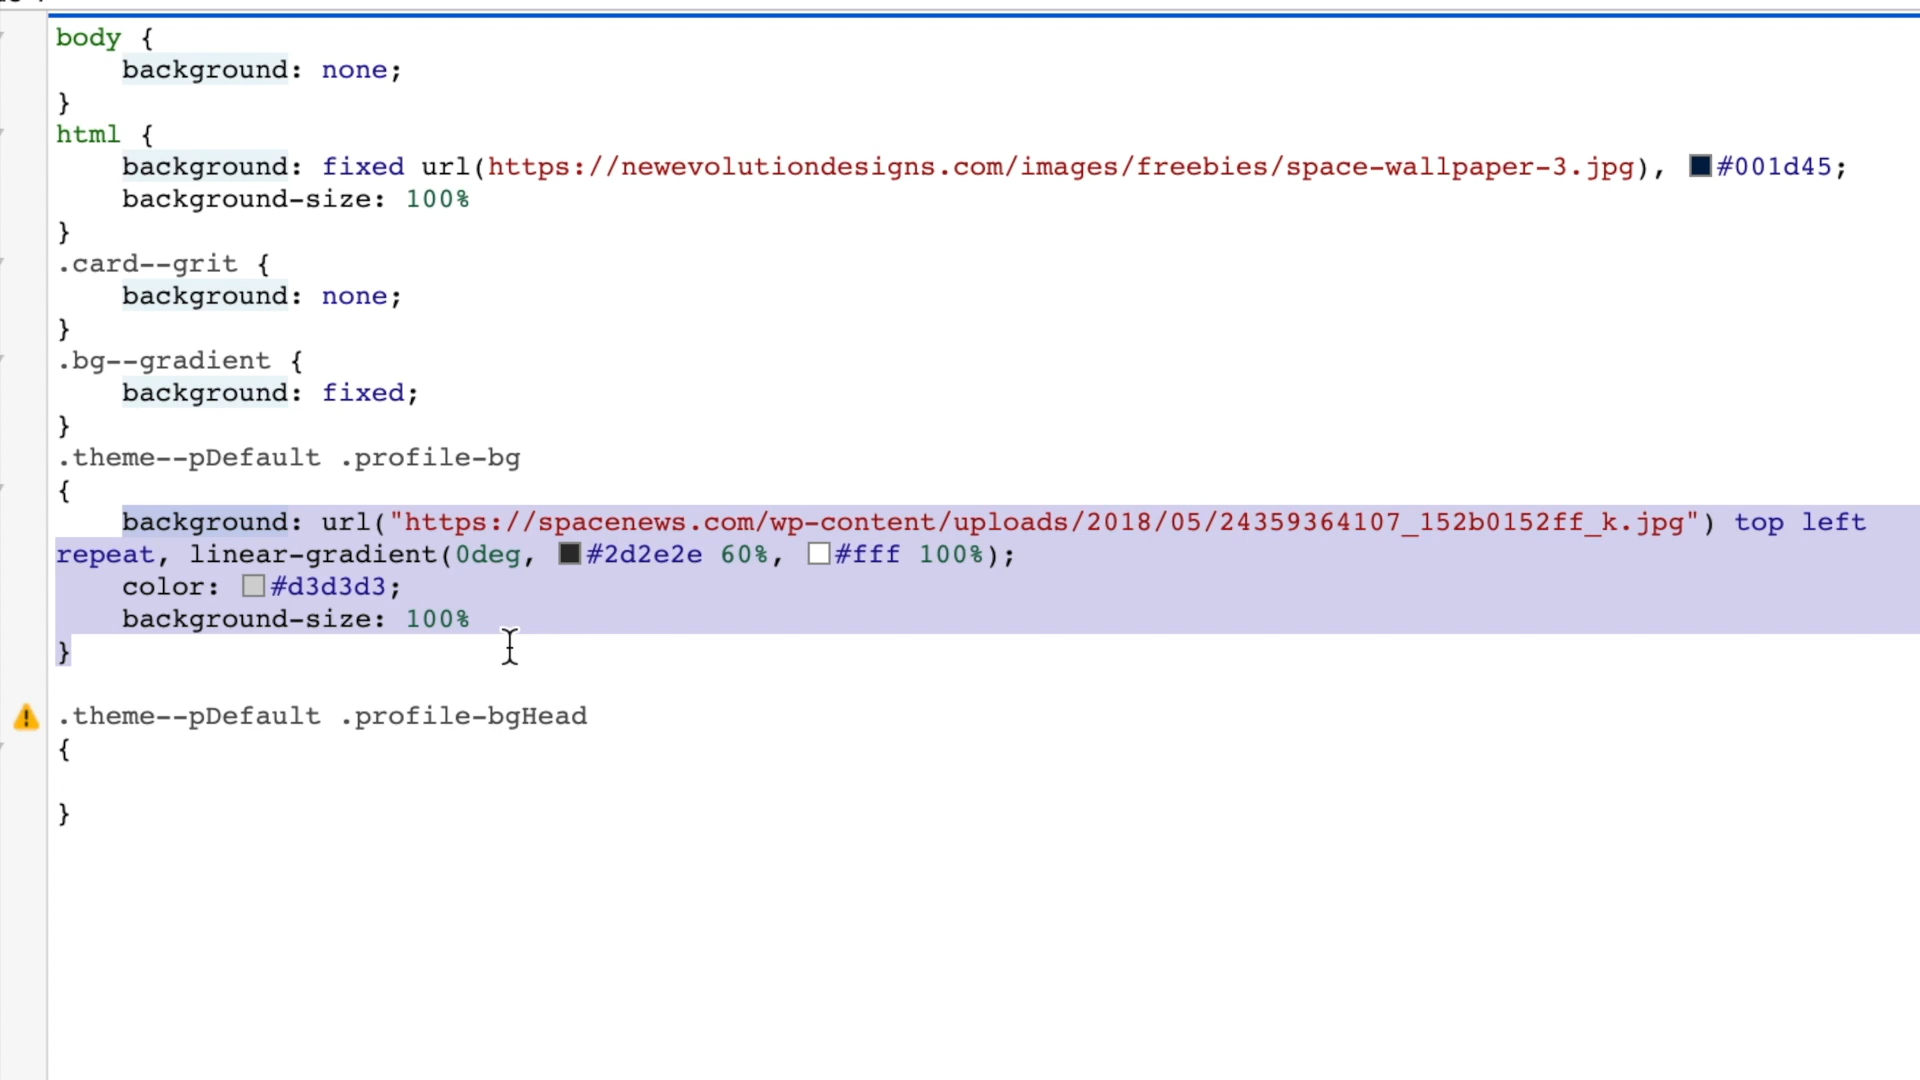 body {
    background: none;
}
html {
    background: fixed url(https://newevolutiondesigns.com/images/freebies/space-wallpaper-3.jpg), #001d45;
    background-size: 100%
}
.card--grit {
    background: none;
}
.bg--gradient {
    background: fixed;
}
.theme--pDefault .profile-bg
{
    background: url("https://spacenews.com/wp-content/uploads/2018/05/24359364107_152b0152ff_k.jpg") top left
repeat, linear-gradient(0deg, #2d2e2e 60%, #fff 100%);
    color: #d3d3d3;
    background-size: 100%
}
.theme--pDefault .profile-bgHead
{
}